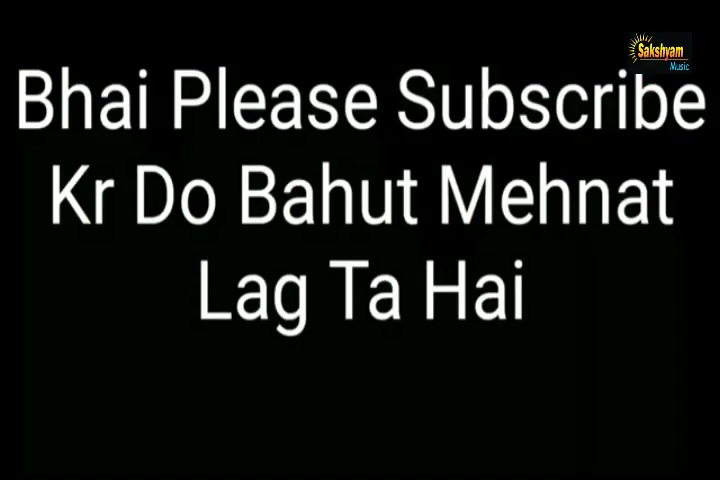 Sakshyam
Music
Bhai Please Subscribe
Kr Do Bahut Mehnat
Lag Ta Hai